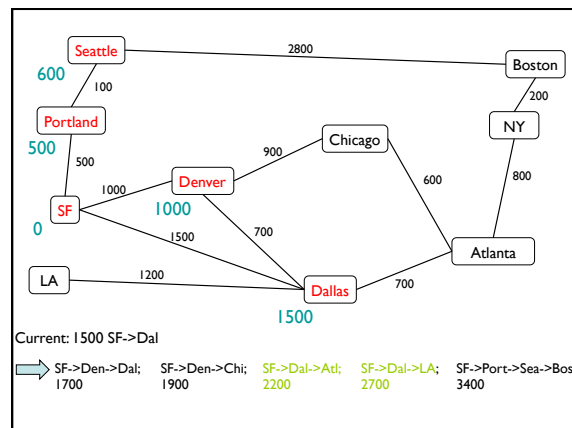 2800
Seattle
Boston
600
100
200
Portland
NY
500
500
900
Chicago
1000
Denver
600
800
SF
1000
0
1500
700
Atlanta
LA
1200
700
Dallas
1500
Current: 1500 SF->Dal
SF->Den->Dal; SF->Den->Chi; SF->Dal->Atl; SF->Dal->LA; SF->Port->Sea->Bos
1700 1900 2200 2700 3400